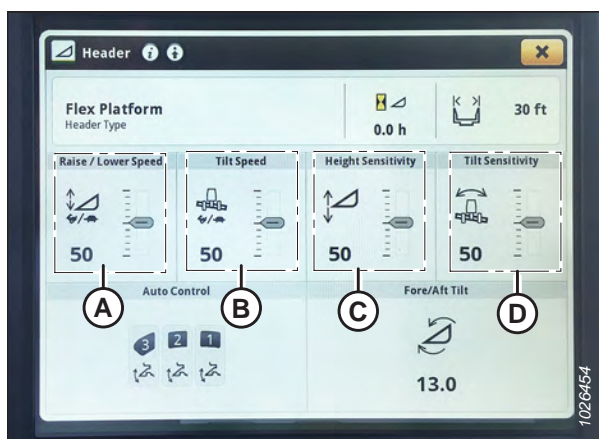 Header
Flex Platform
Header Type
0.0 h
30 ft
Raise / Lower Speed
Tilt Speed
Height Sensitivity
Tilt Sensitivity
50
50
50
50
A
B
C
D
Auto Control
Fore/Aft Tilt
3 2 1
13.0
1026454